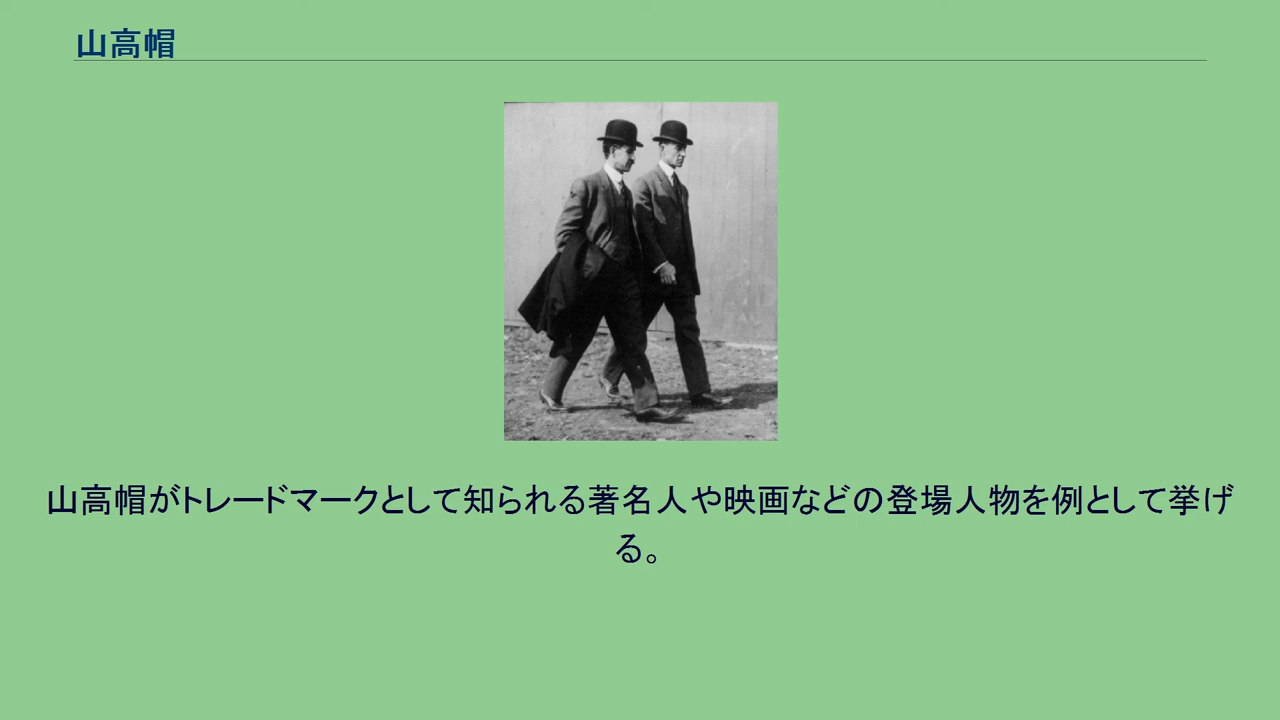 山高帽
山高帽がトレードマークとして知られる著名人や映画などの登場人物を例として挙げ
る。